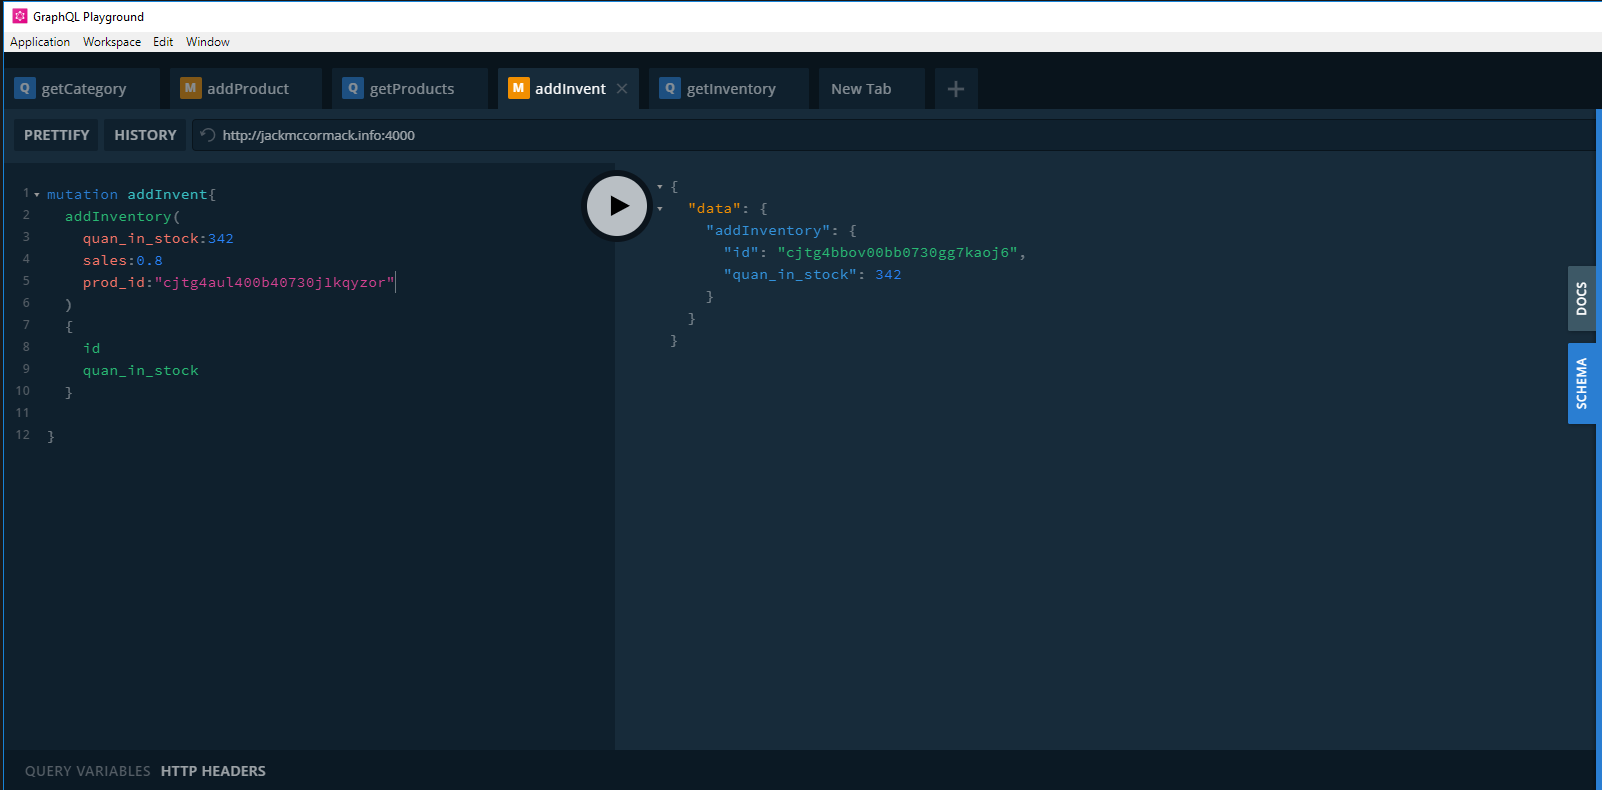 GraphQL Playground
Application Workspace Edit Window
Q getCategory M addProduct Q getProducts M addInvent Q getInventory New Tab
PRETTIFY HISTORY http://jackmccormack.info:4000
1 mutation addInvent{
2 addInventory(
3 quan_in_stock:342
4 sales:0.8
5 prod_id:"cjtg4aul400b40730jlkqyzor"
6 )
7 {
8 id
9 quan_in_stock
10 }
11
12 }
{
"data": {
"addInventory": {
"id": "cjtg4bbov00bb0730gg7kaoj6",
"quan_in_stock": 342
}
}
}
DOCS
SCHEMA
QUERY VARIABLES HTTP HEADERS